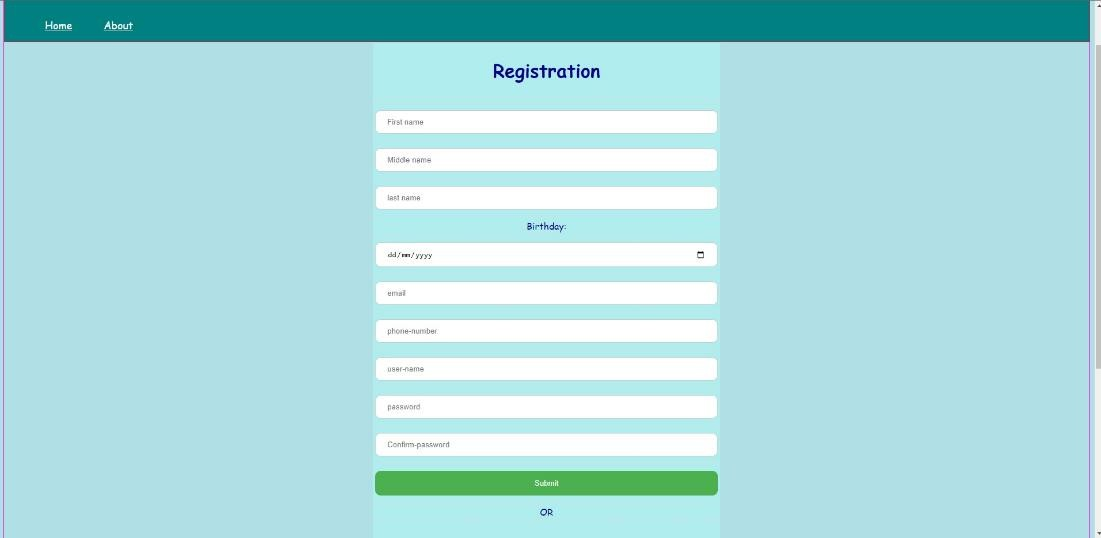 Home About
Registration
First name
Middle name
last name
Birthday:
dd/mm/yyyy
email
phone-number
user-name
password
Confirm-password
Submit
OR